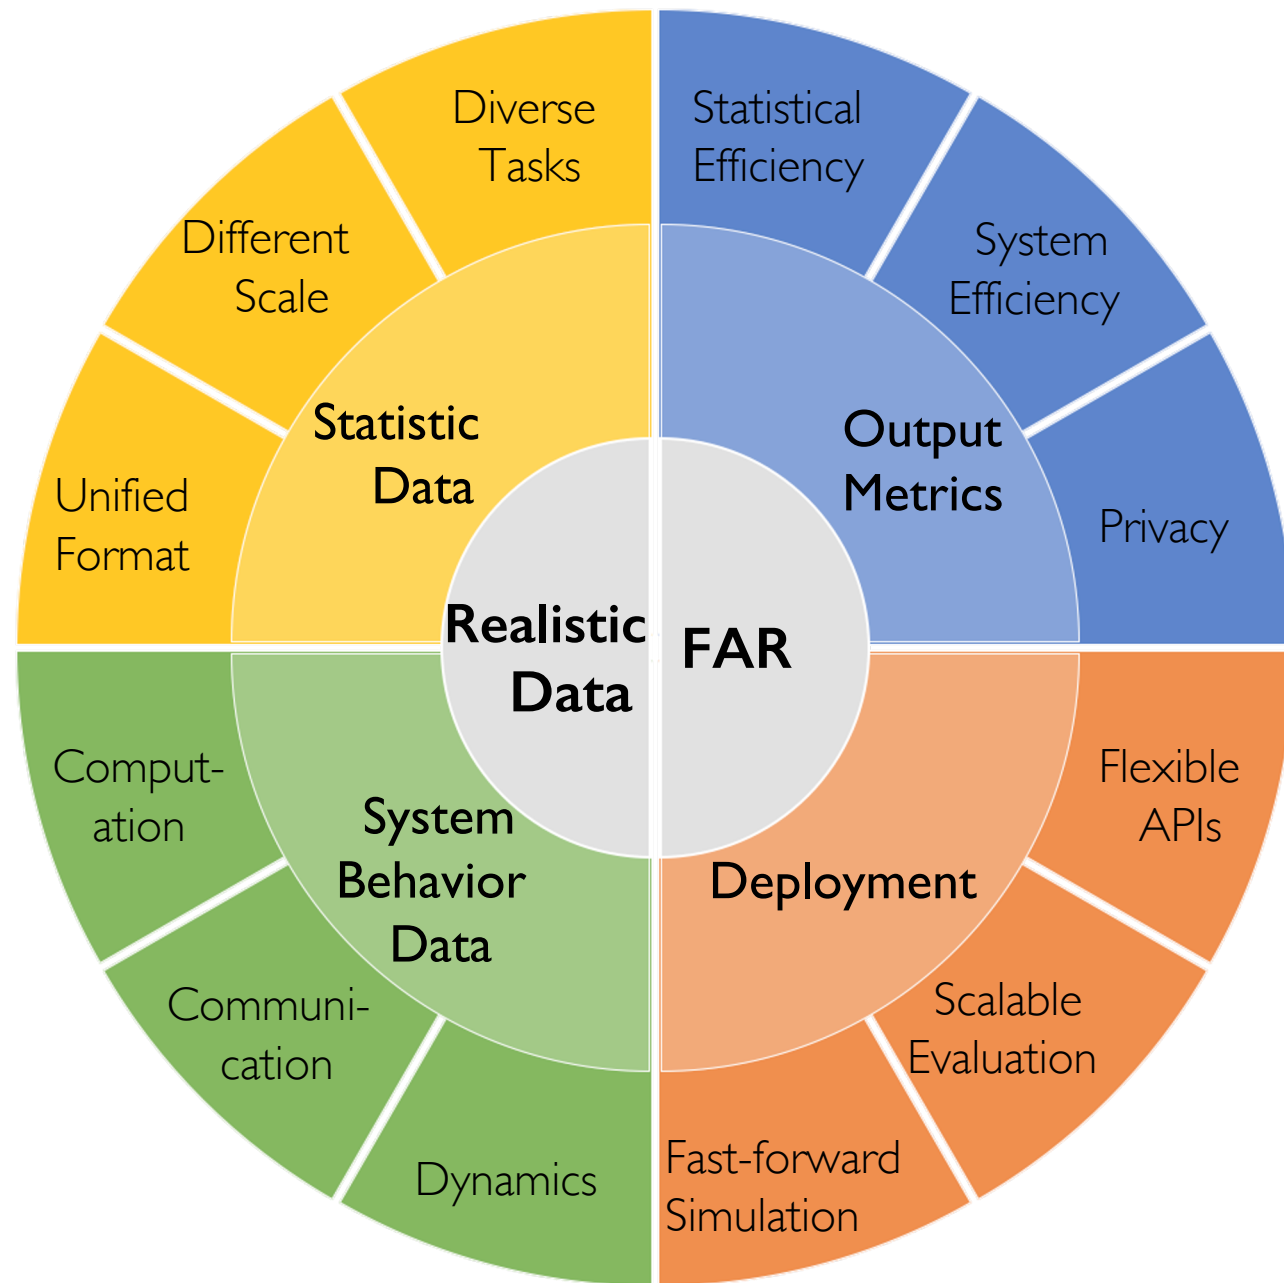 Diverse
Tasks
Different
Scale
Unified
Format
Statistic
Data
Statistical
Efficiency
System
Efficiency
Privacy
Output
Metrics
Realistic
Data
FAR
Comput-
ation
Communi-
cation
Dynamics
System
Behavior
Data
Deployment
Flexible
APIs
Scalable
Evaluation
Fast-forward
Simulation